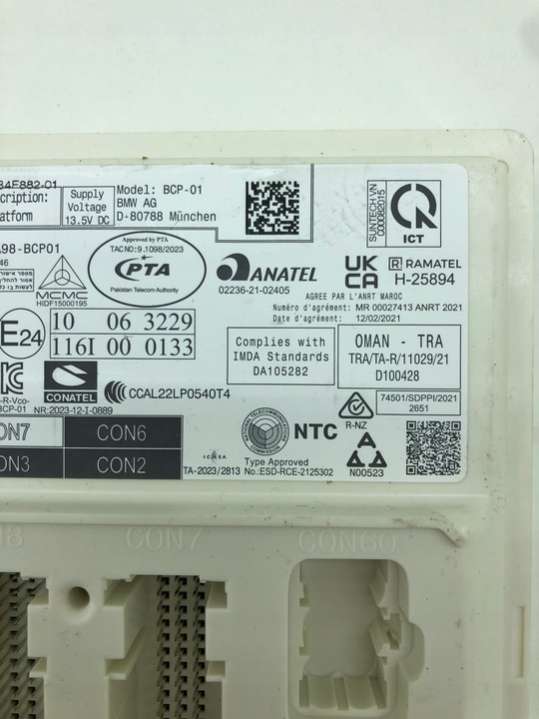 34E882-01
cription:
atform
Supply
Voltage
13.5V DC
Model: BCP-01
BMW AG
D-80788 München
SUNTECH VN
C000082015
ICT
A98-BCP01
46
MCMC
HIDF15000195
Approved by PTA
TAC NO: 9.1098/2023
PTA
Pakistan Telecom Authority
ANATEL
02236-21-02405
UK
CA
R RAMATEL
H-25894
AGREE PAR L'ANRT MAROC
Numéro d'agrément: MR 00027413 ANRT 2021
Date d'agrément: 12/02/2021
E24
10 06 3229
116I 00 0133
Complies with
IMDA Standards
DA105282
OMAN - TRA
TRA/TA-R/11029/21
D100428
-R-Vco-
BCP-01
CONATEL
NR:2023-12-I-0889
CCAL22LP0540T4
R-NZ
74501/SDPPI/2021
2651
ON7
CON6
ON3
CON2
I.C.A.S.A.
TA-2023/2813
NTC
Type Approved
No.:ESD-RCE-2125302
N00523
18
CON7
CON60